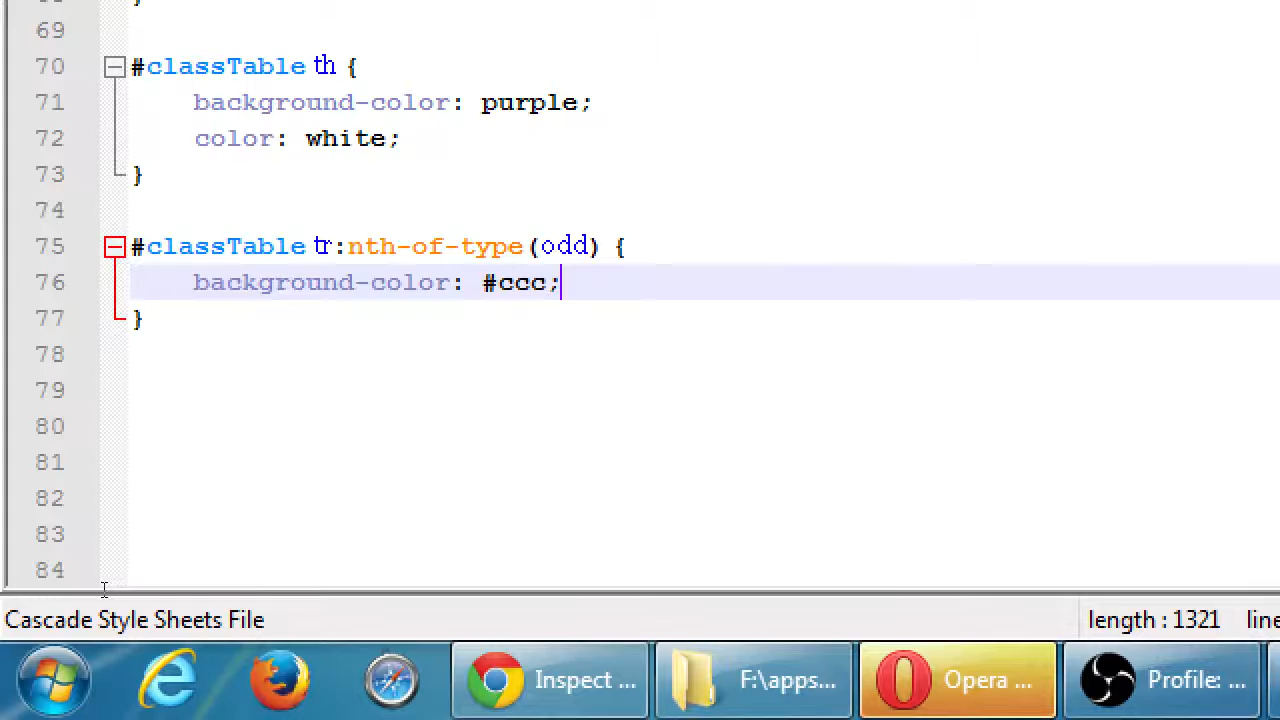 69
70 #classTable th {
71 background-color: purple;
72 color: white;
73 }
74
75 #classTable tr:nth-of-type(odd) {
76 background-color: #ccc;
77 }
78
79
80
81
82
83
84
Cascade Style Sheets File length : 1321 line
Inspect ... F:\apps... Opera ... Profile: ...